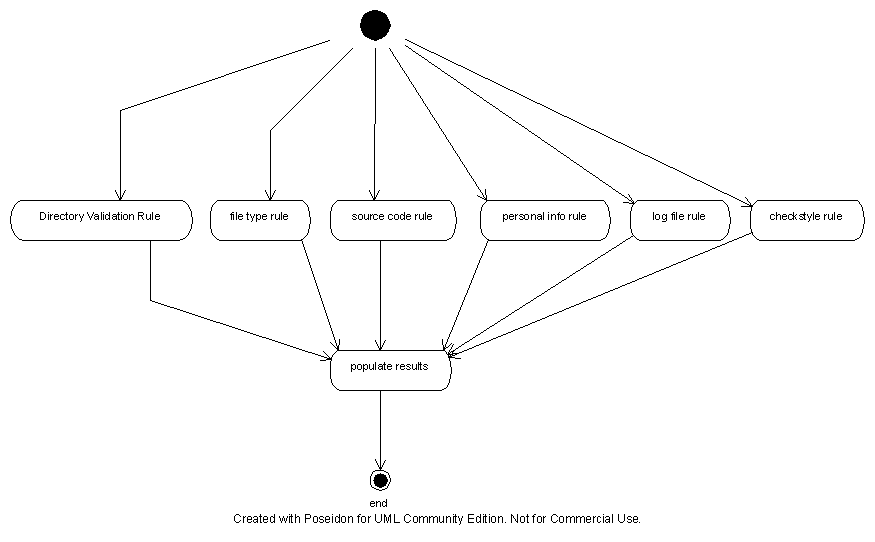 Directory Validation Rule
file type rule
source code rule
personal info rule
log file rule
checkstyle rule
populate results
end
Created with Poseidon for UML Community Edition. Not for Commercial Use.